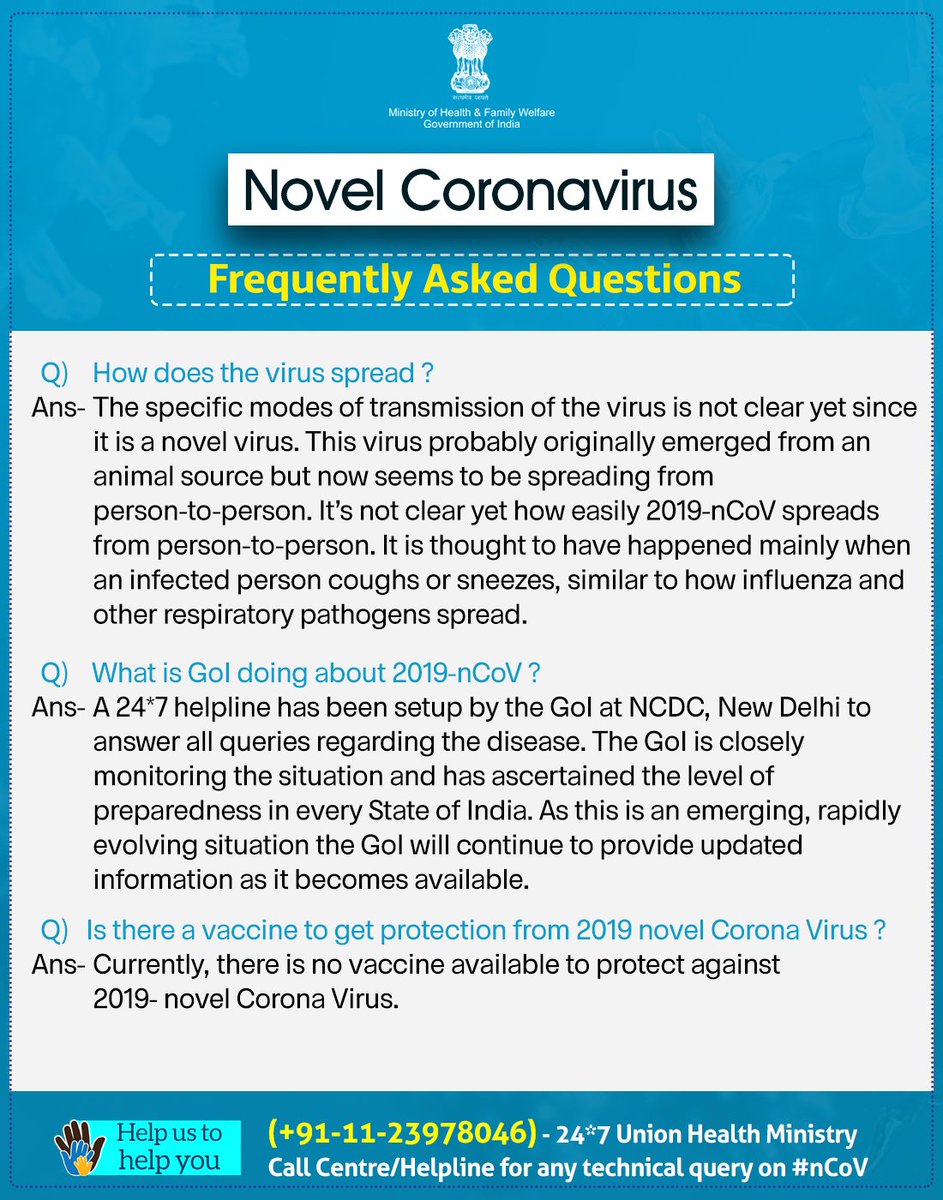 सत्यमेव जयते
Ministry of Health & Family Welfare
Government of India
Novel Coronavirus
Frequently Asked Questions
Q) How does the virus spread ?
Ans- The specific modes of transmission of the virus is not clear yet since
it is a novel virus. This virus probably originally emerged from an
animal source but now seems to be spreading from
person-to-person. It’s not clear yet how easily 2019-nCoV spreads
from person-to-person. It is thought to have happened mainly when
an infected person coughs or sneezes, similar to how influenza and
other respiratory pathogens spread.
Q) What is GoI doing about 2019-nCoV ?
Ans- A 24*7 helpline has been setup by the GoI at NCDC, New Delhi to
answer all queries regarding the disease. The GoI is closely
monitoring the situation and has ascertained the level of
preparedness in every State of India. As this is an emerging, rapidly
evolving situation the GoI will continue to provide updated
information as it becomes available.
Q) Is there a vaccine to get protection from 2019 novel Corona Virus ?
Ans- Currently, there is no vaccine available to protect against
2019- novel Corona Virus.
Help us to
help you
(+91-11-23978046) - 24*7 Union Health Ministry
Call Centre/Helpline for any technical query on #nCoV